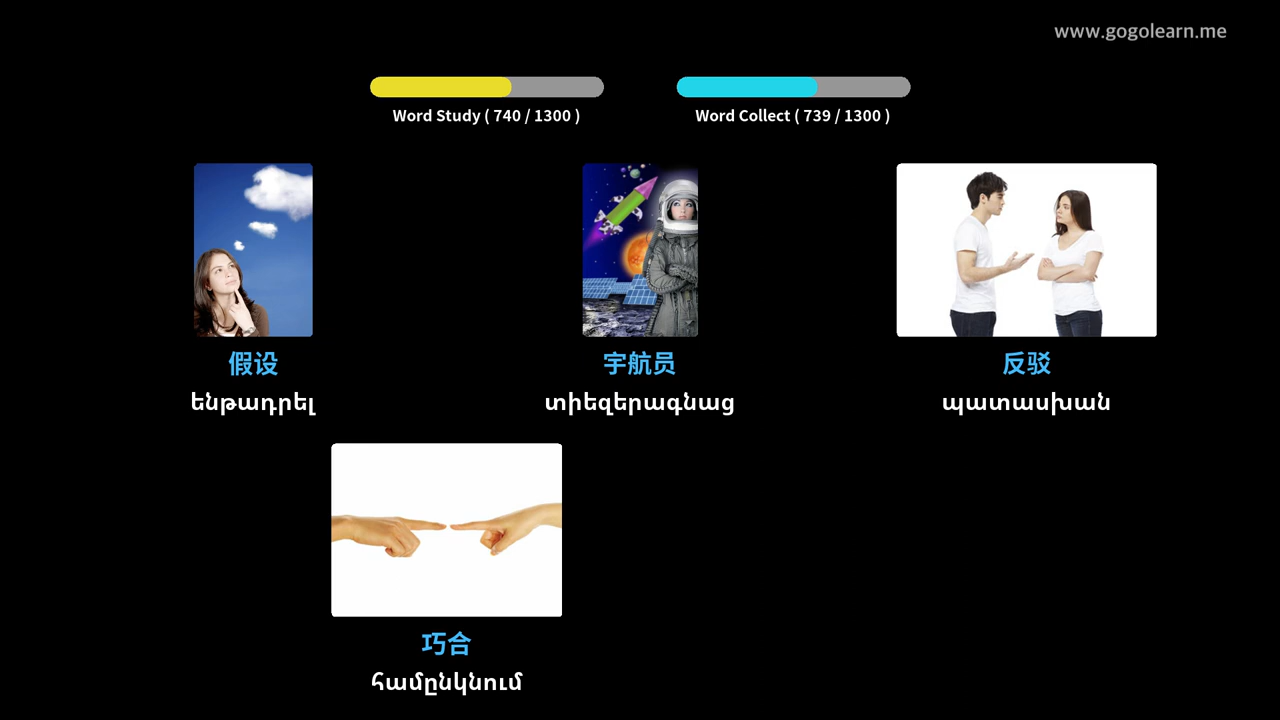 www.gogolearn.me
Word Study ( 740 / 1300 )
Word Collect ( 739 / 1300 )
假设
宇航员
反驳
ենթադրել
տիեզերագնաց
պատասխան
巧合
համընկնում